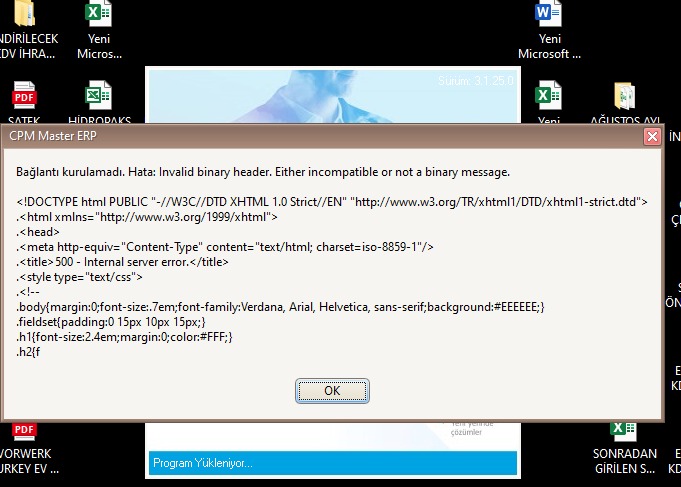 NDİRİLECEK
KDV İHRA...
Yeni
Micros...
Yeni
Microsoft ...
Sürüm: 3.1.25.0
SATEK
HİDROPAKS
Yeni
AĞUSTOS AYI
CPM Master ERP
Bağlantı kurulamadı. Hata: Invalid binary header. Either incompatible or not a binary message.
<!DOCTYPE html PUBLIC "-//W3C//DTD XHTML 1.0 Strict//EN" "http://www.w3.org/TR/xhtml1/DTD/xhtml1-strict.dtd">
.<html xmlns="http://www.w3.org/1999/xhtml">
.<head>
.<meta http-equiv="Content-Type" content="text/html; charset=iso-8859-1"/>
.<title>500 - Internal server error.</title>
.<style type="text/css">
.<!--
.body{margin:0;font-size:.7em;font-family:Verdana, Arial, Helvetica, sans-serif;background:#EEEEEE;}
.fieldset{padding:0 15px 10px 15px;}
.h1{font-size:2.4em;margin:0;color:#FFF;}
.h2{f
OK
Yeni yerinde
çözümler
PDF
VORWERK
URKEY EV ...
Program Yükleniyor...
SONRADAN
GİRİLEN S...